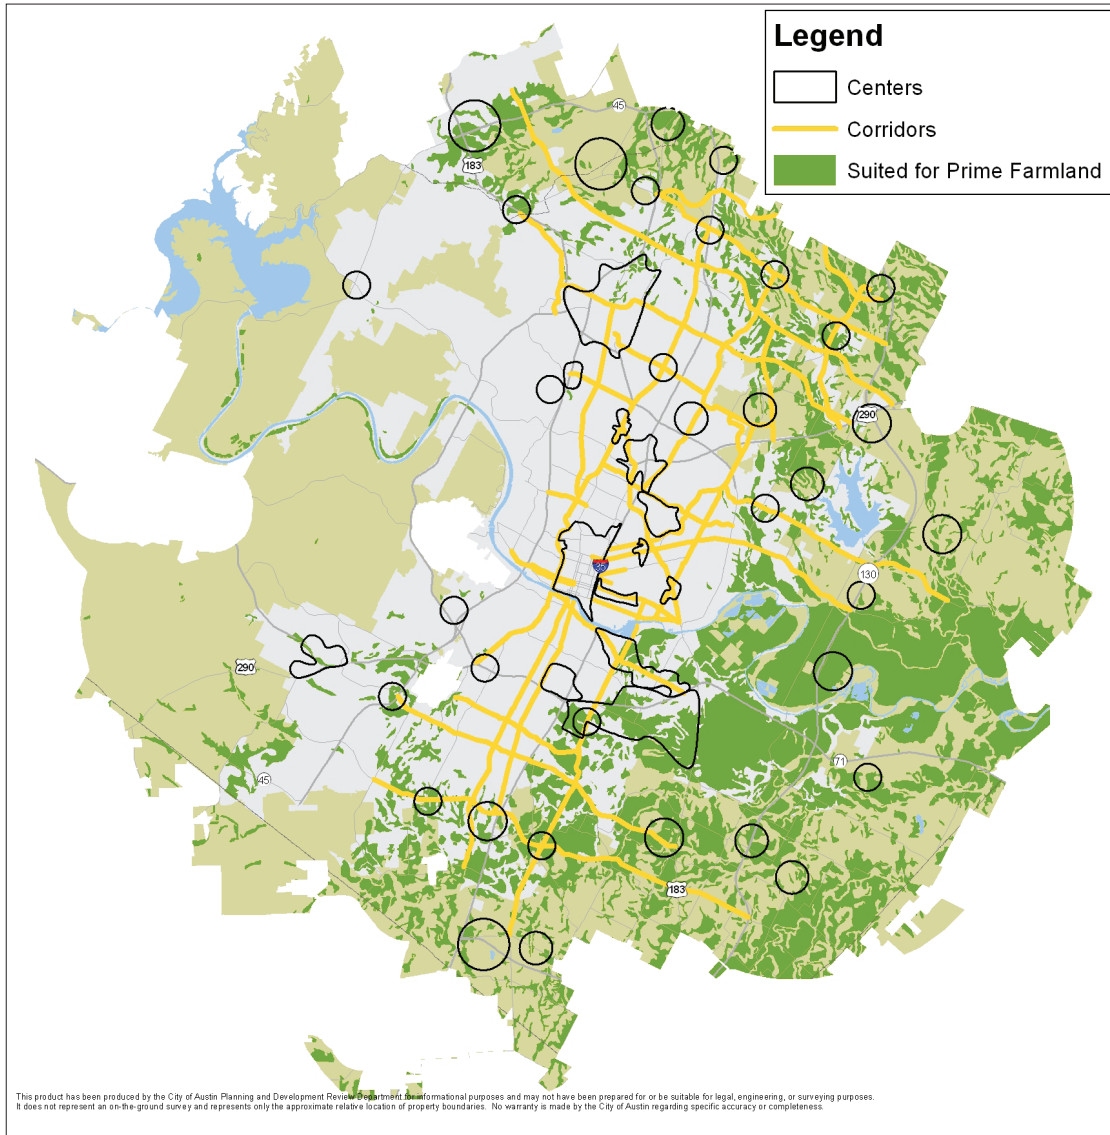 Legend
Centers
Corridors
Suited for Prime Farmland
45
183
290
35
130
290
71
45
183
This product has been produced by the City of Austin Planning and Development Review Department for informational purposes and may not have been prepared for or be suitable for legal, engineering, or surveying purposes.
It does not represent an on-the-ground survey and represents only the approximate relative location of property boundaries. No warranty is made by the City of Austin regarding specific accuracy or completeness.